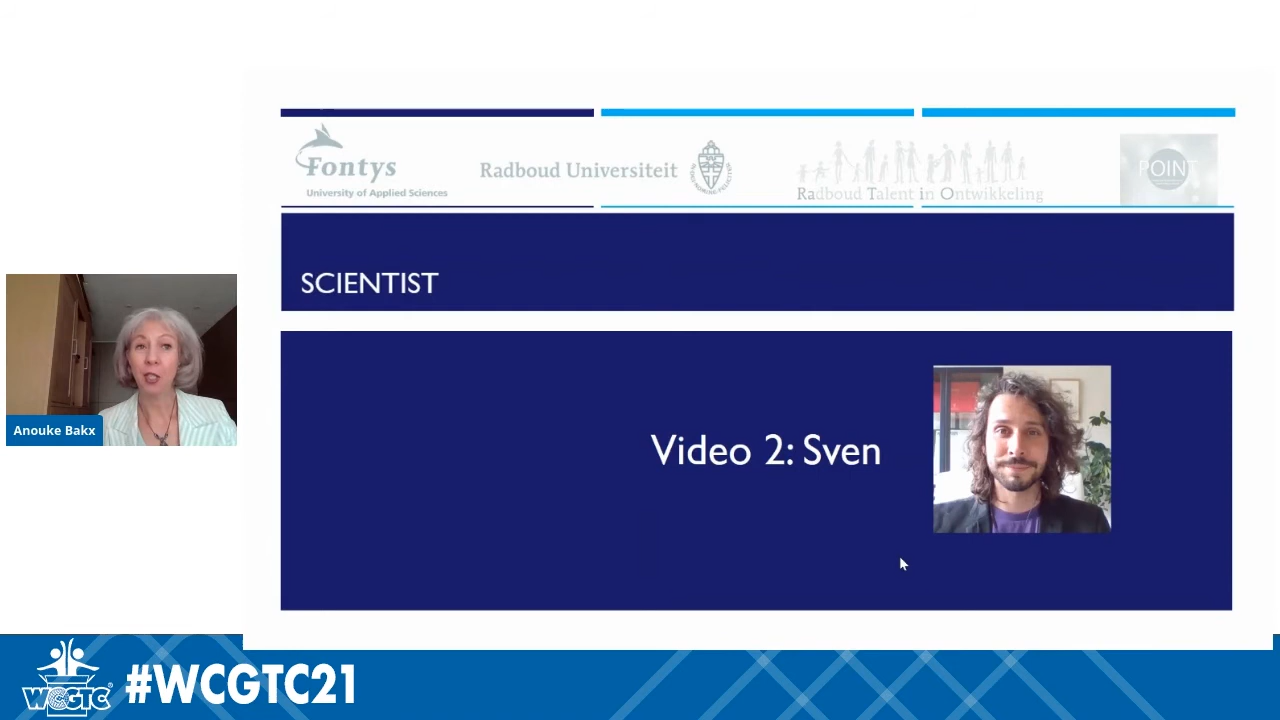 Fontys
University of Applied Sciences
Radboud Universiteit
Radboud Talent in Ontwikkeling
POINT
SCIENTIST
Video 2: Sven
Anouke Bakx
WCGTC
#WCGTC21